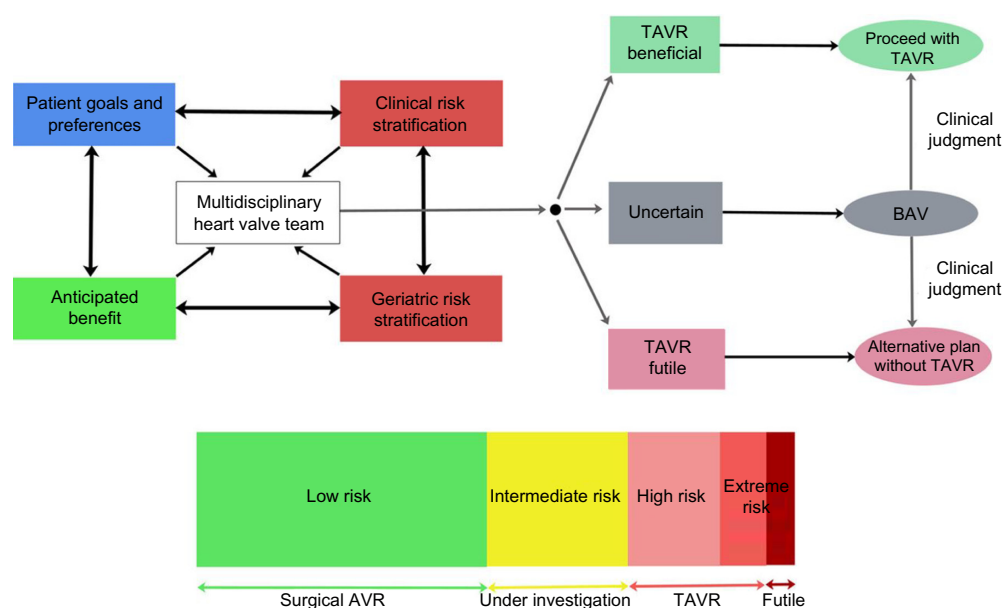 Patient goals and
preferences
Clinical risk
stratification
Multidisciplinary
heart valve team
Anticipated
benefit
Geriatric risk
stratification
TAVR
beneficial
Proceed with
TAVR
Clinical
judgment
Uncertain
BAV
Clinical
judgment
TAVR
futile
Alternative plan
without TAVR
Low risk
Intermediate risk
High risk
Extreme
risk
Surgical AVR
Under investigation
TAVR
Futile